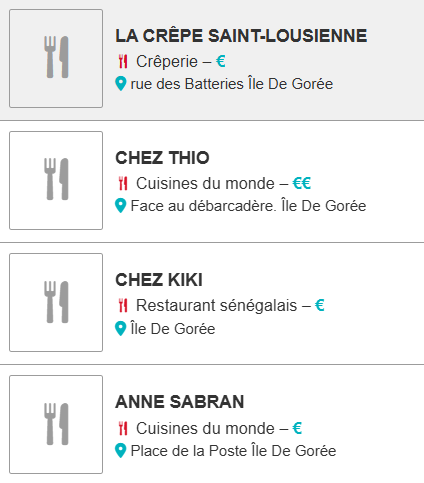 LA CRÊPE SAINT-LOUSIENNE
Crêperie – €
rue des Batteries Île De Gorée
CHEZ THIO
Cuisines du monde – €€
Face au débarcadère. Île De Gorée
CHEZ KIKI
Restaurant sénégalais – €
Île De Gorée
ANNE SABRAN
Cuisines du monde – €
Place de la Poste Île De Gorée